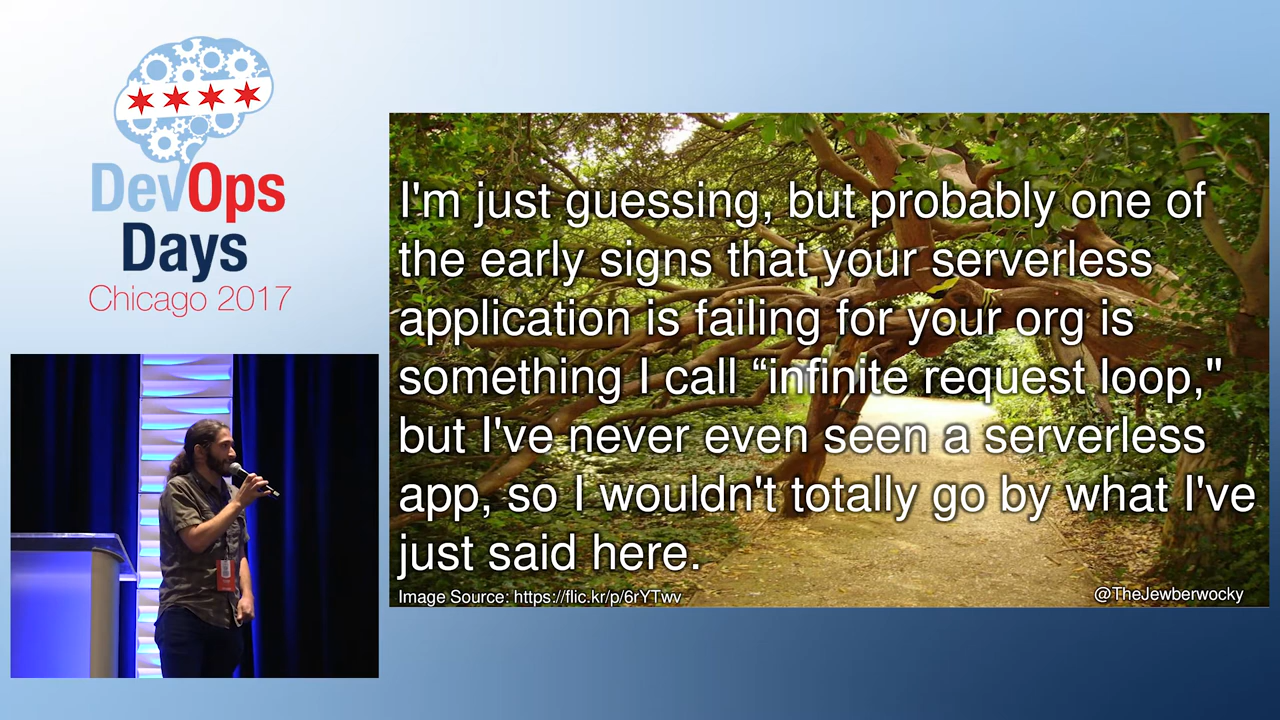 DevOps
Days
Chicago 2017
I'm just guessing, but probably one of
the early signs that your serverless
application is failing for your org is
something I call “infinite request loop,"
but I've never even seen a serverless
app, so I wouldn't totally go by what I've
just said here.
Image Source: https://flic.kr/p/6rYTwv
@TheJewberwocky